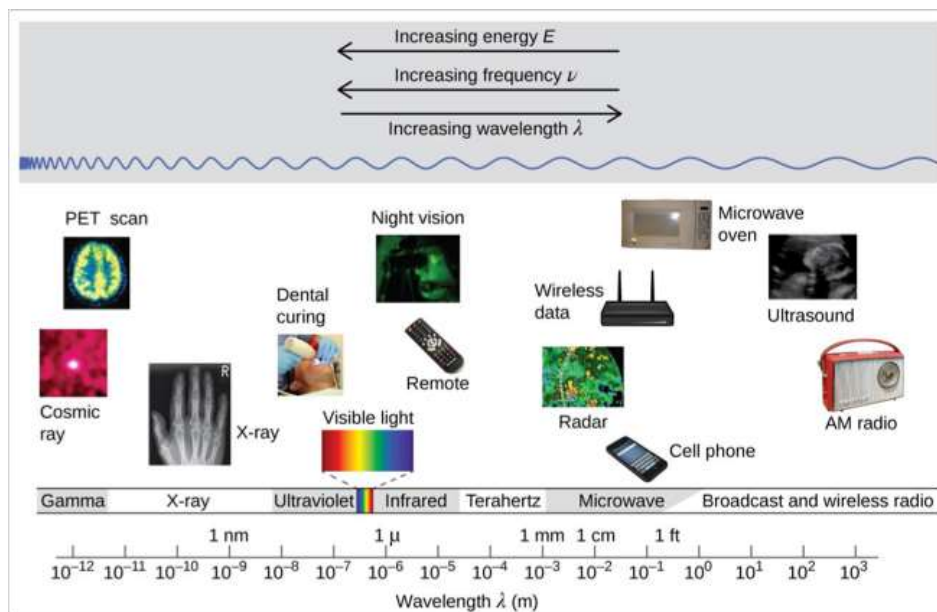 Increasing energy E
Increasing frequency ν
Increasing wavelength λ
PET scan
Night vision
Microwave
oven
Dental
curing
Wireless
data
Ultrasound
Remote
Cosmic
ray
R
X-ray
Visible light
Radar
AM radio
Cell phone
Gamma X-ray Ultraviolet Infrared Terahertz Microwave Broadcast and wireless radio
1 nm 1 µ 1 mm 1 cm 1 ft
10⁻¹² 10⁻¹¹ 10⁻¹⁰ 10⁻⁹ 10⁻⁸ 10⁻⁷ 10⁻⁶ 10⁻⁵ 10⁻⁴ 10⁻³ 10⁻² 10⁻¹ 10⁰ 10¹ 10² 10³
Wavelength λ (m)